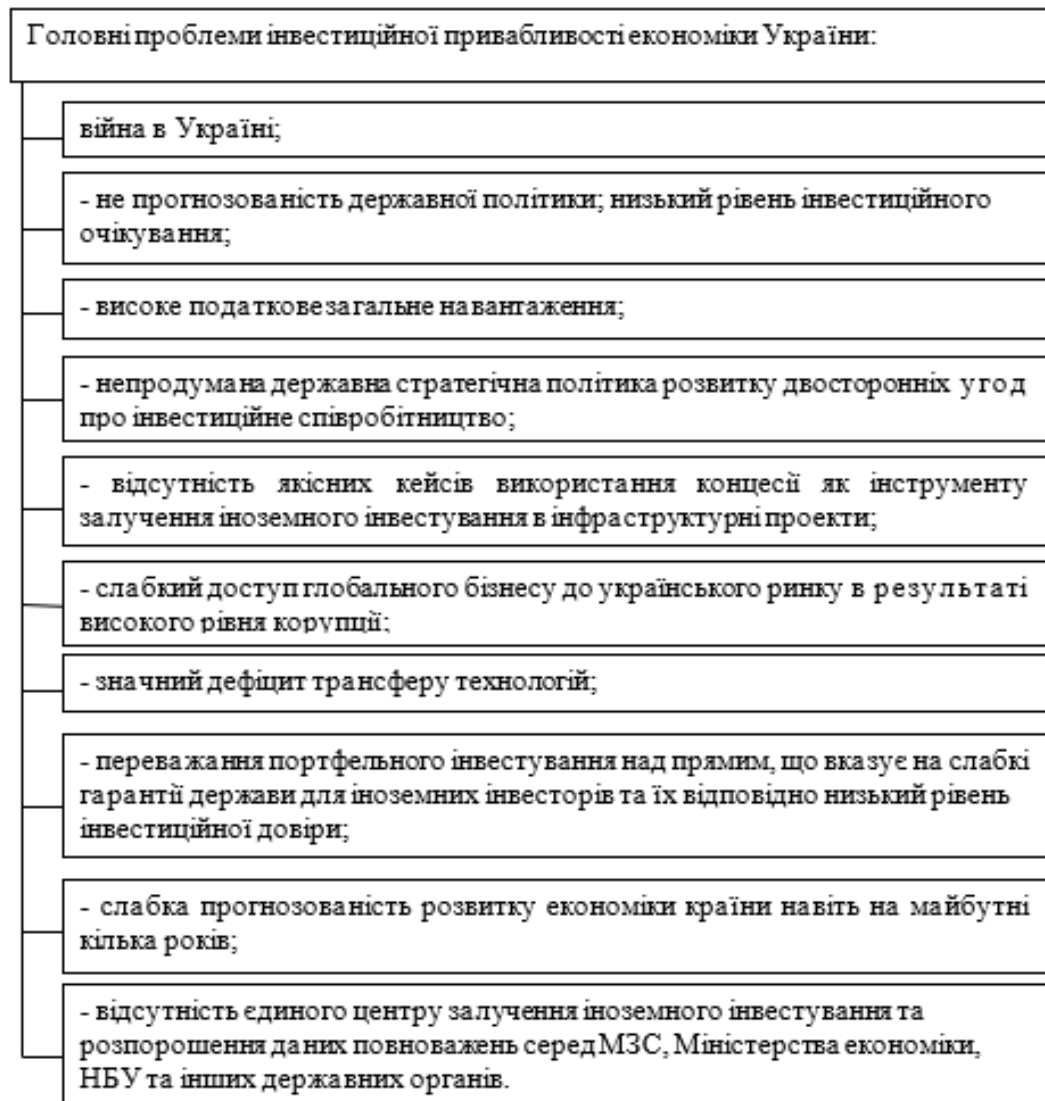 Головні проблеми інвестиційної привабливості економіки України:
війна в Україні;
- не прогнозованість державної політики; низький рівень інвестиційного
очікування;
- високе податкове загальне навантаження;
- непродумана державна стратегічна політика розвитку двосторонніх угод
про інвестиційне співробітництво;
- відсутність якісних кейсів використання концесії як інструменту
залучення іноземного інвестування в інфраструктурні проекти;
- слабкий доступ глобального бізнесу до українського ринку в результаті
високого рівня корупції;
- значний дефіцит трансферу технологій;
- переважання портфельного інвестування над прямим, що вказує на слабкі
гарантії держави для іноземних інвесторів та їх відповідно низький рівень
інвестиційної довіри;
- слабка прогнозованість розвитку економіки країни навіть на майбутні
кілька років;
- відсутність єдиного центру залучення іноземного інвестування та
розпорошення даних повноважень серед МЗС, Міністерства економіки,
НБУ та інших державних органів.